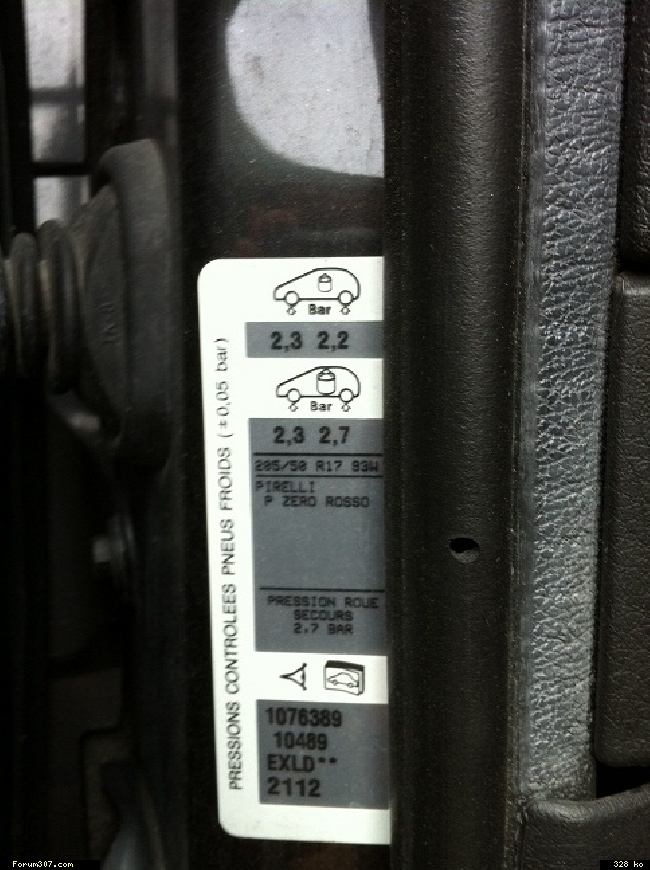 Bar
2,3 2,2
Bar
2,3 2,7
205/50 R17 93W
PIRELLI
P ZERO ROSSO
PRESSION ROUE
SECOURS
2.7 BAR
1076389
10489
EXLD**
2112
PRESSIONS CONTROLEES PNEUS FROIDS (±0,05 bar)
Forum307.com
328 ko